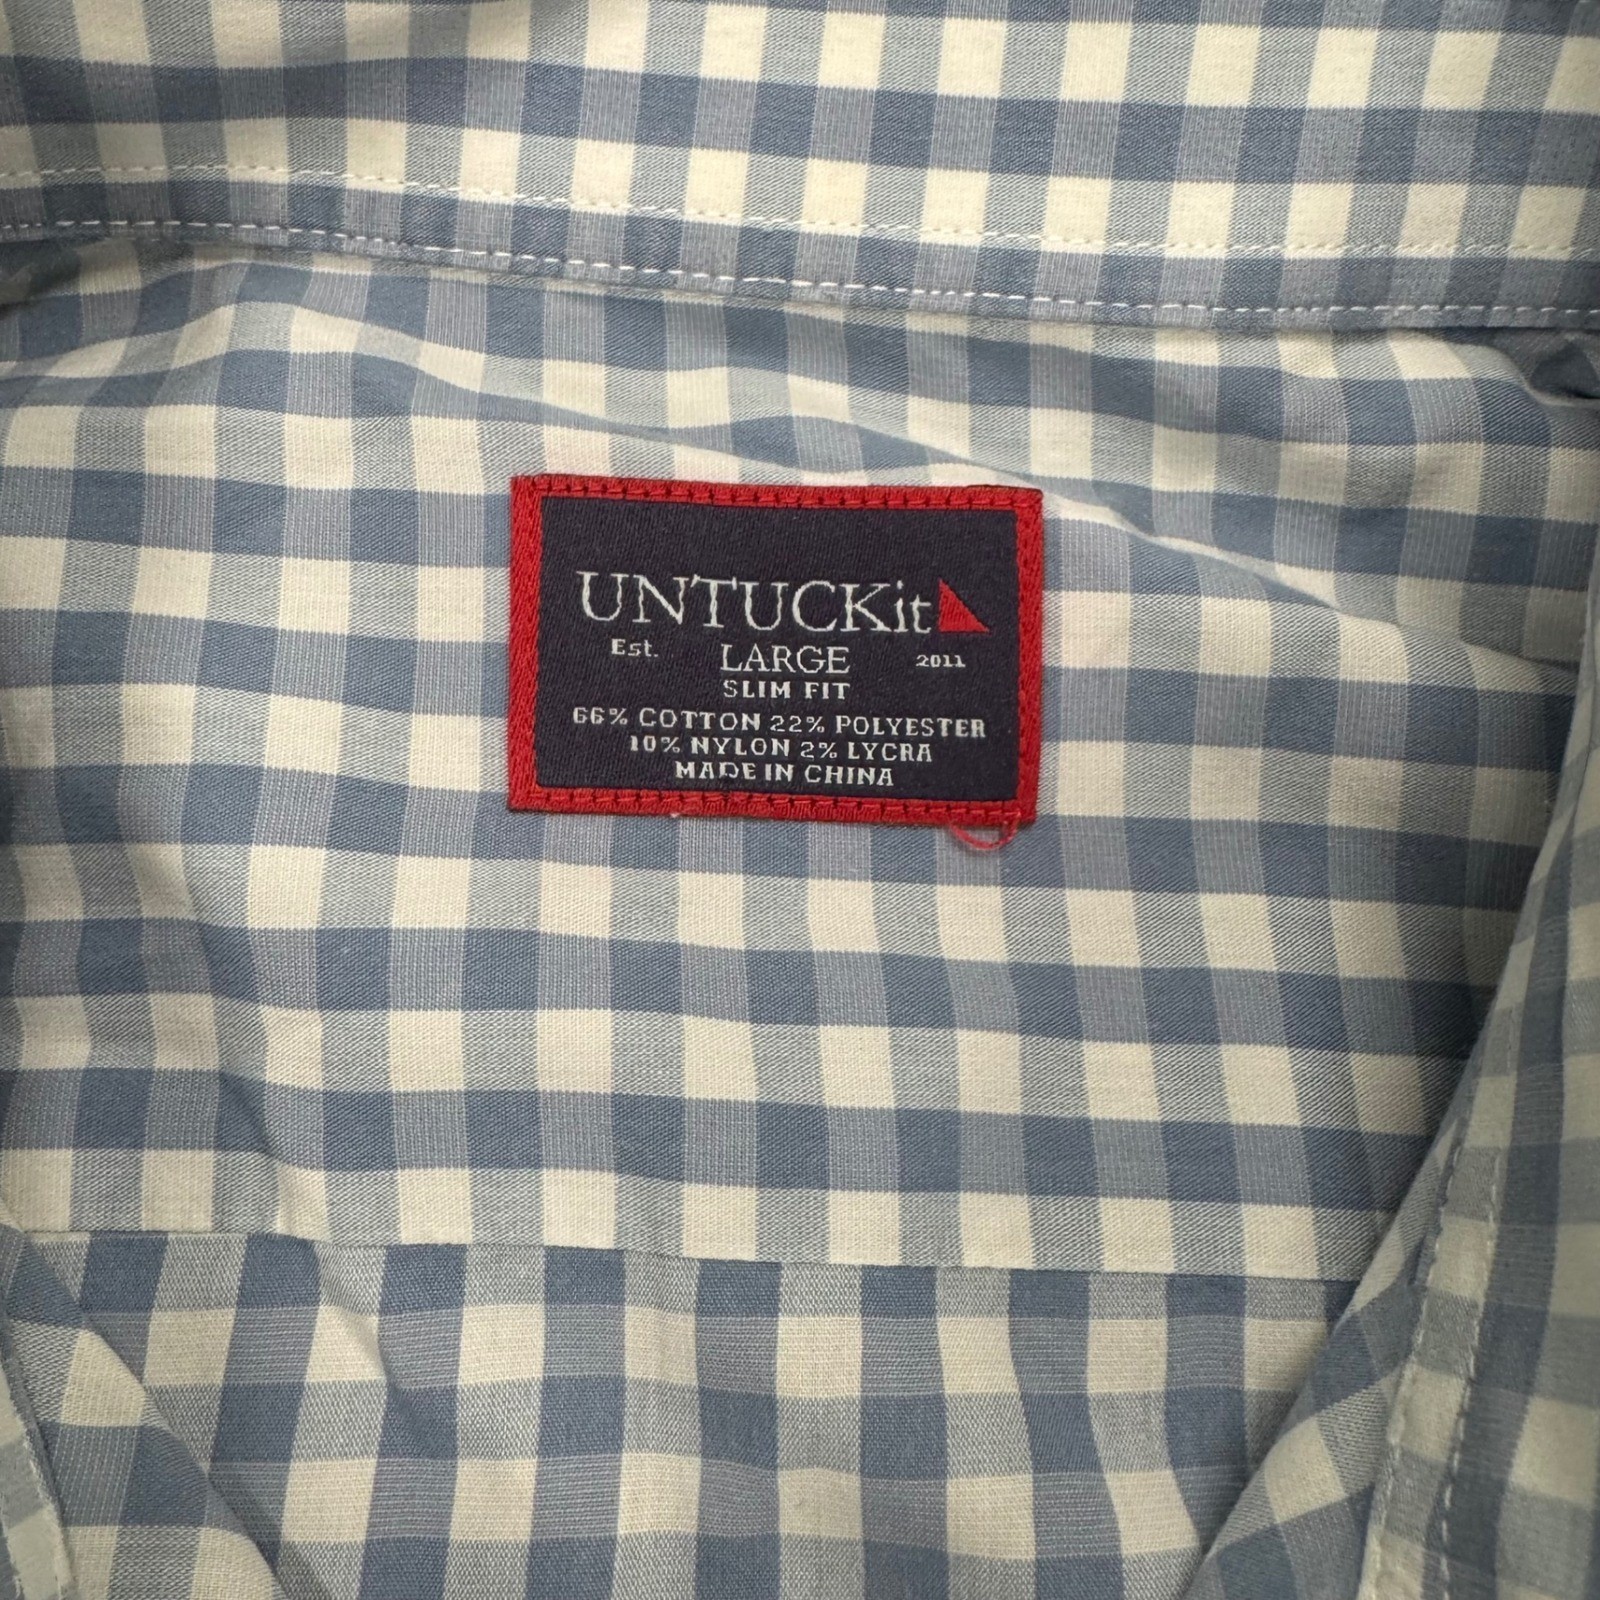 UNTUCKit
Est. LARGE 2011
SLIM FIT
66% COTTON 22% POLYESTER
10% NYLON 2% LYCRA
MADE IN CHINA